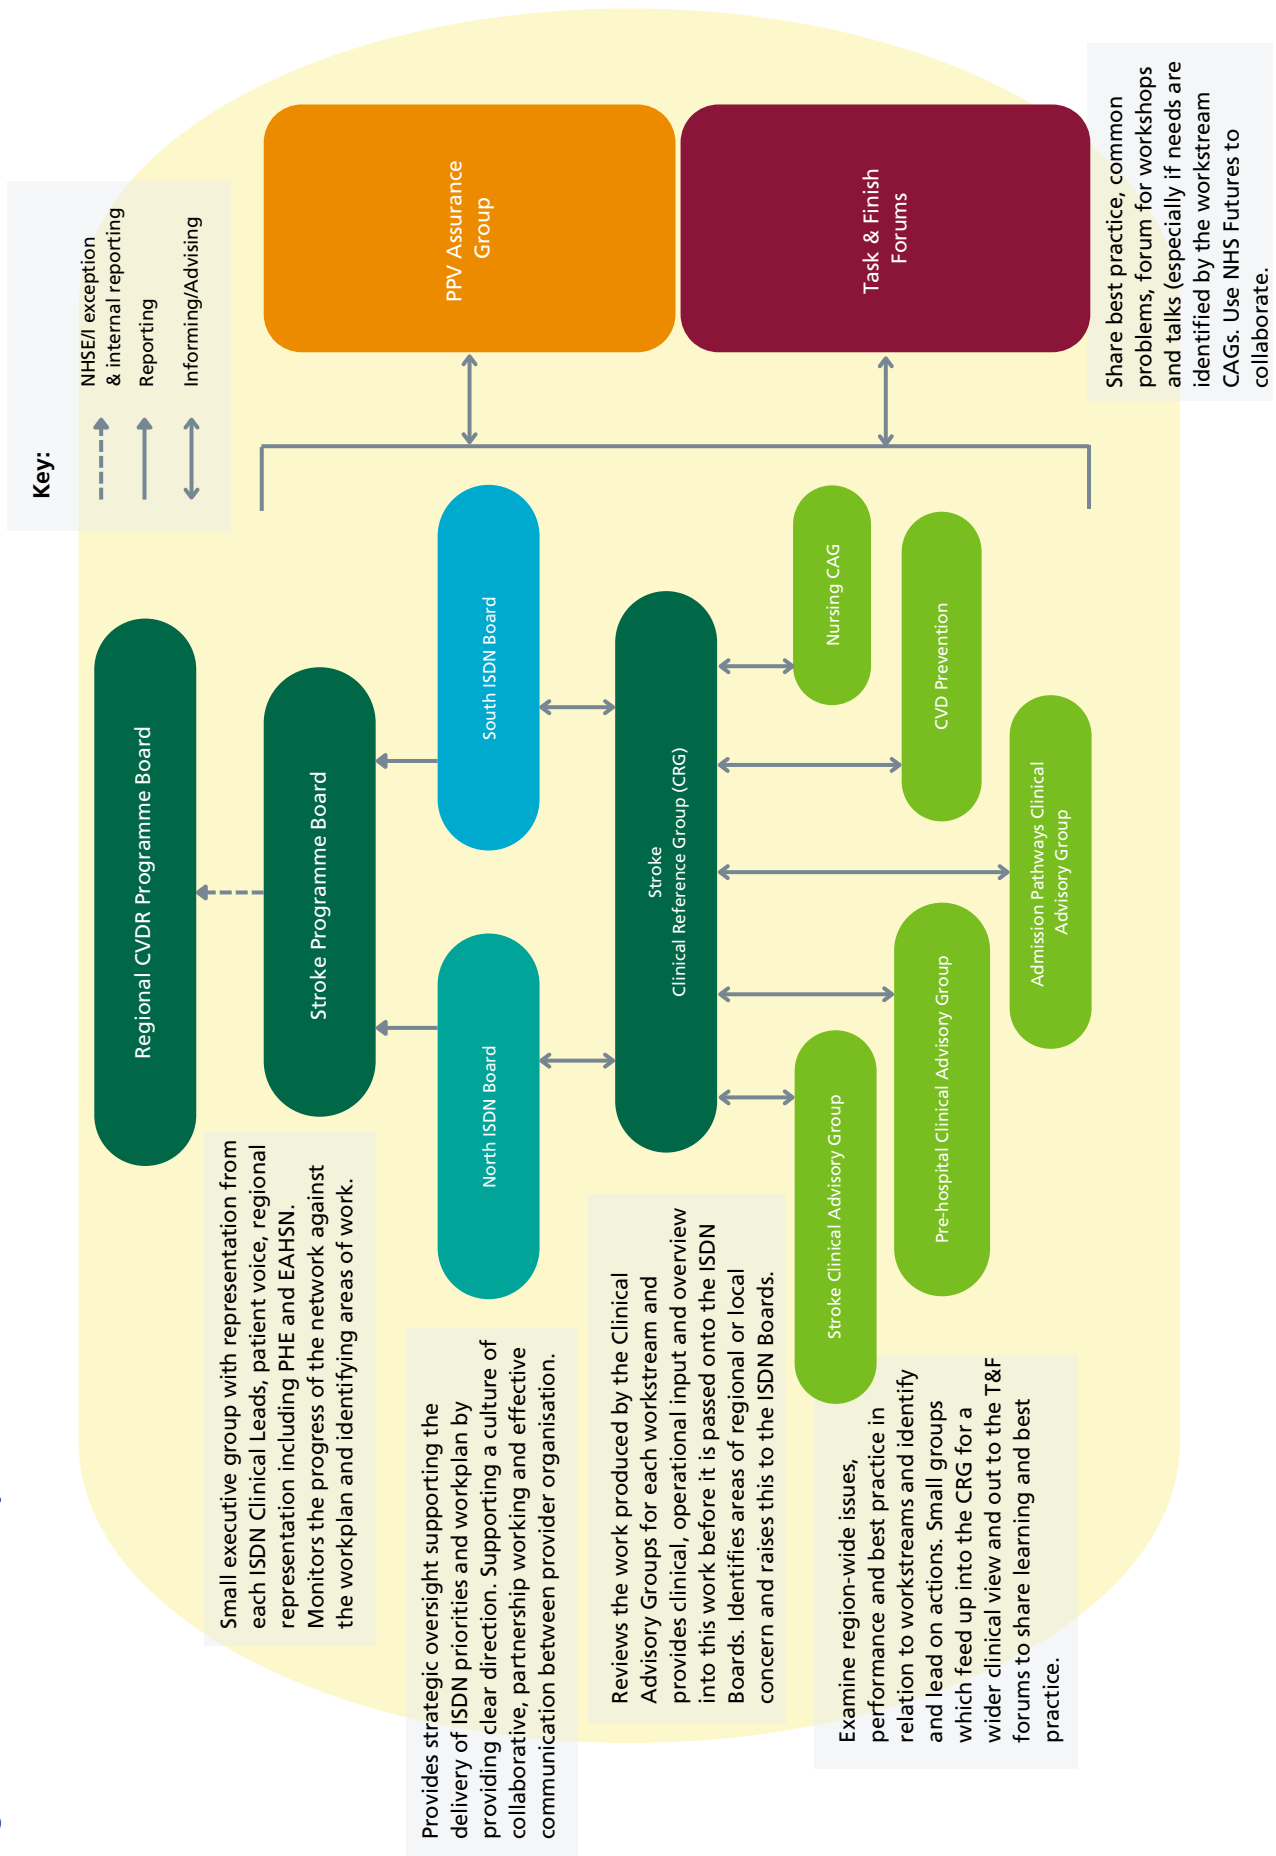 Key:
NHSE/I exception
& internal reporting
Reporting
Informing/Advising
Regional CVDR Programme Board
Small executive group with representation from
each ISDN Clinical Leads, patient voice, regional
representation including PHE and EAHSN.
Monitors the progress of the network against
the workplan and identifying areas of work.
Stroke Programme Board
Provides strategic oversight supporting the
delivery of ISDN priorities and workplan by
providing clear direction. Supporting a culture of
collaborative, partnership working and effective
communication between provider organisation.
North ISDN Board
South ISDN Board
Reviews the work produced by the Clinical
Advisory Groups for each workstream and
provides clinical, operational input and overview
into this work before it is passed onto the ISDN
Boards. Identifies areas of regional or local
concern and raises this to the ISDN Boards.
Stroke
Clinical Reference Group (CRG)
Examine region-wide issues,
performance and best practice in
relation to workstreams and identify
and lead on actions. Small groups
which feed up into the CRG for a
wider clinical view and out to the T&F
forums to share learning and best
practice.
Stroke Clinical Advisory Group
Nursing CAG
Pre-hospital Clinical Advisory Group
CVD Prevention
Admission Pathways Clinical
Advisory Group
PPV Assurance
Group
Task & Finish
Forums
Share best practice, common
problems, forum for workshops
and talks (especially if needs are
identified by the workstream
CAGs. Use NHS Futures to
collaborate.